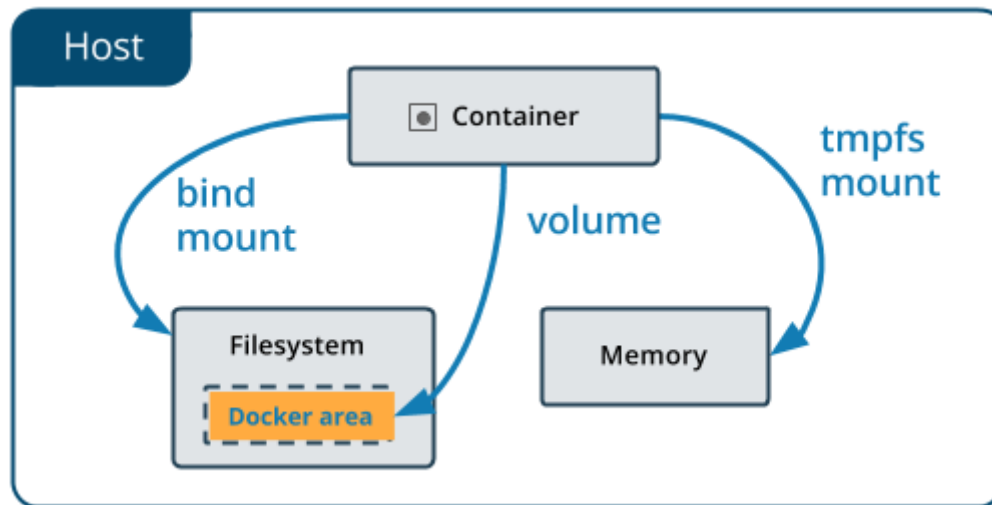 Host
Container
bind
mount
volume
tmpfs
mount
Filesystem
Docker area
Memory